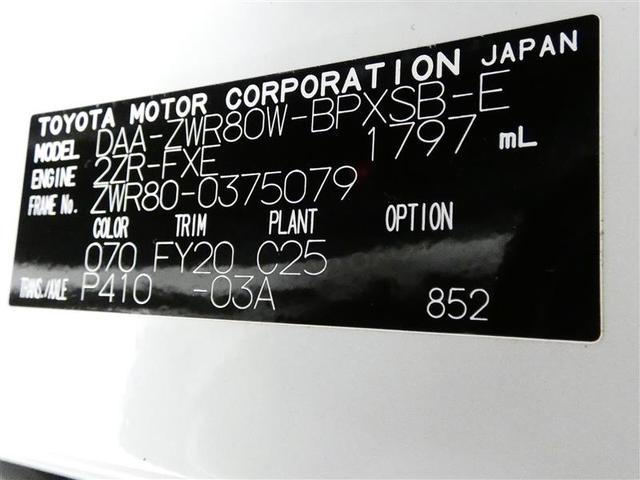 TOYOTA MOTOR CORPORATION JAPAN
MODEL DAA-ZWR80W-BPXSB-E
ENGINE 2ZR-FXE 1797 mL
FRAME No. ZWR80-0375079
COLOR TRIM PLANT OPTION
070 FY20 C25
TRANS./AXLE P410 -03A 852